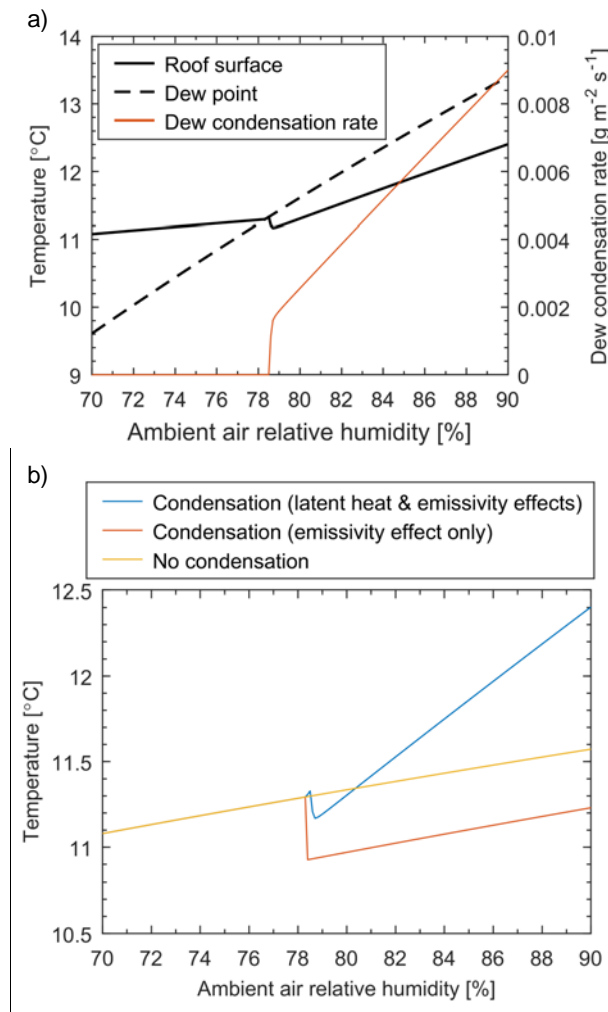 a)
14
13
12
11
10
9
Temperature [°C]
Roof surface
Dew point
Dew condensation rate
0.01
0.008
0.006
0.004
0.002
0
Dew condensation rate [g m⁻² s⁻¹]
70 72 74 76 78 80 82 84 86 88 90
Ambient air relative humidity [%]
b)
Condensation (latent heat & emissivity effects)
Condensation (emissivity effect only)
No condensation
12.5
12
11.5
11
10.5
Temperature [°C]
70 72 74 76 78 80 82 84 86 88 90
Ambient air relative humidity [%]